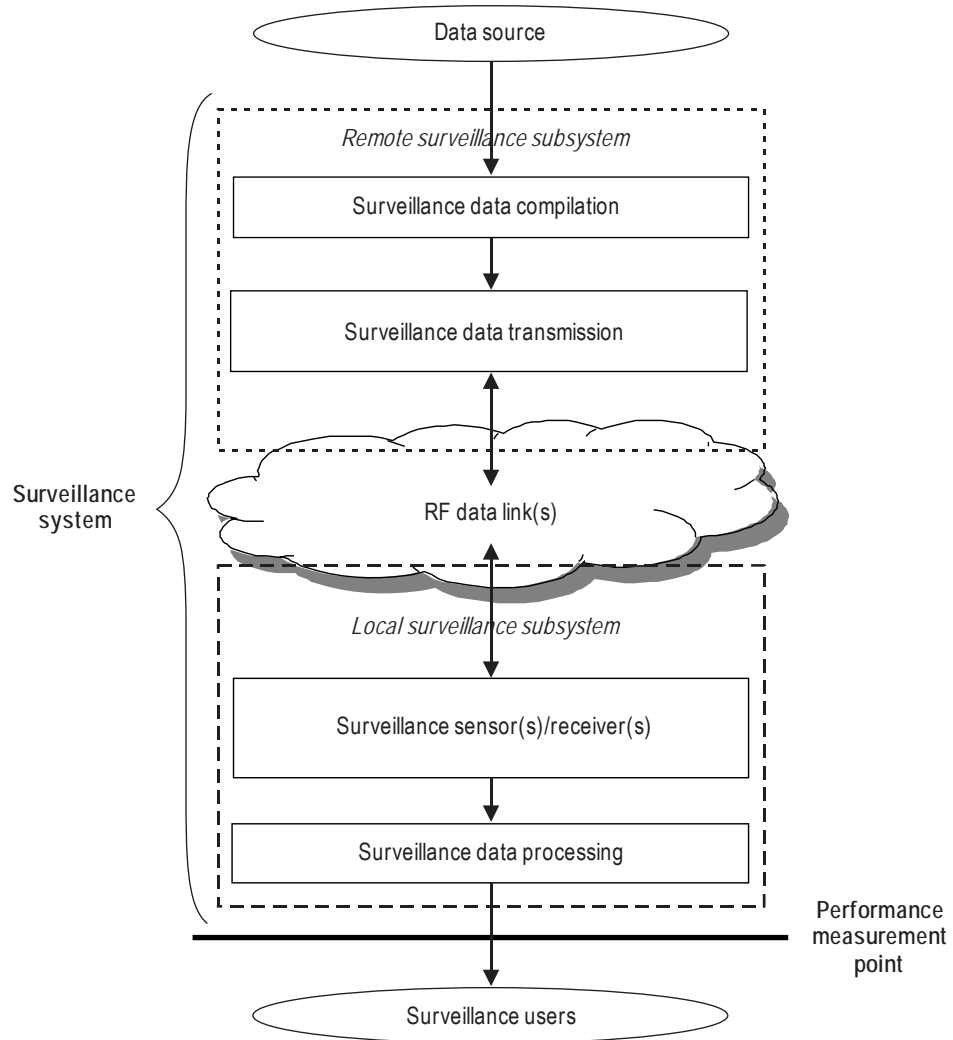 Data source
Remote surveillance subsystem
Surveillance data compilation
Surveillance data transmission
RF data link(s)
Surveillance
system
Local surveillance subsystem
Surveillance sensor(s)/receiver(s)
Surveillance data processing
Performance
measurement
point
Surveillance users